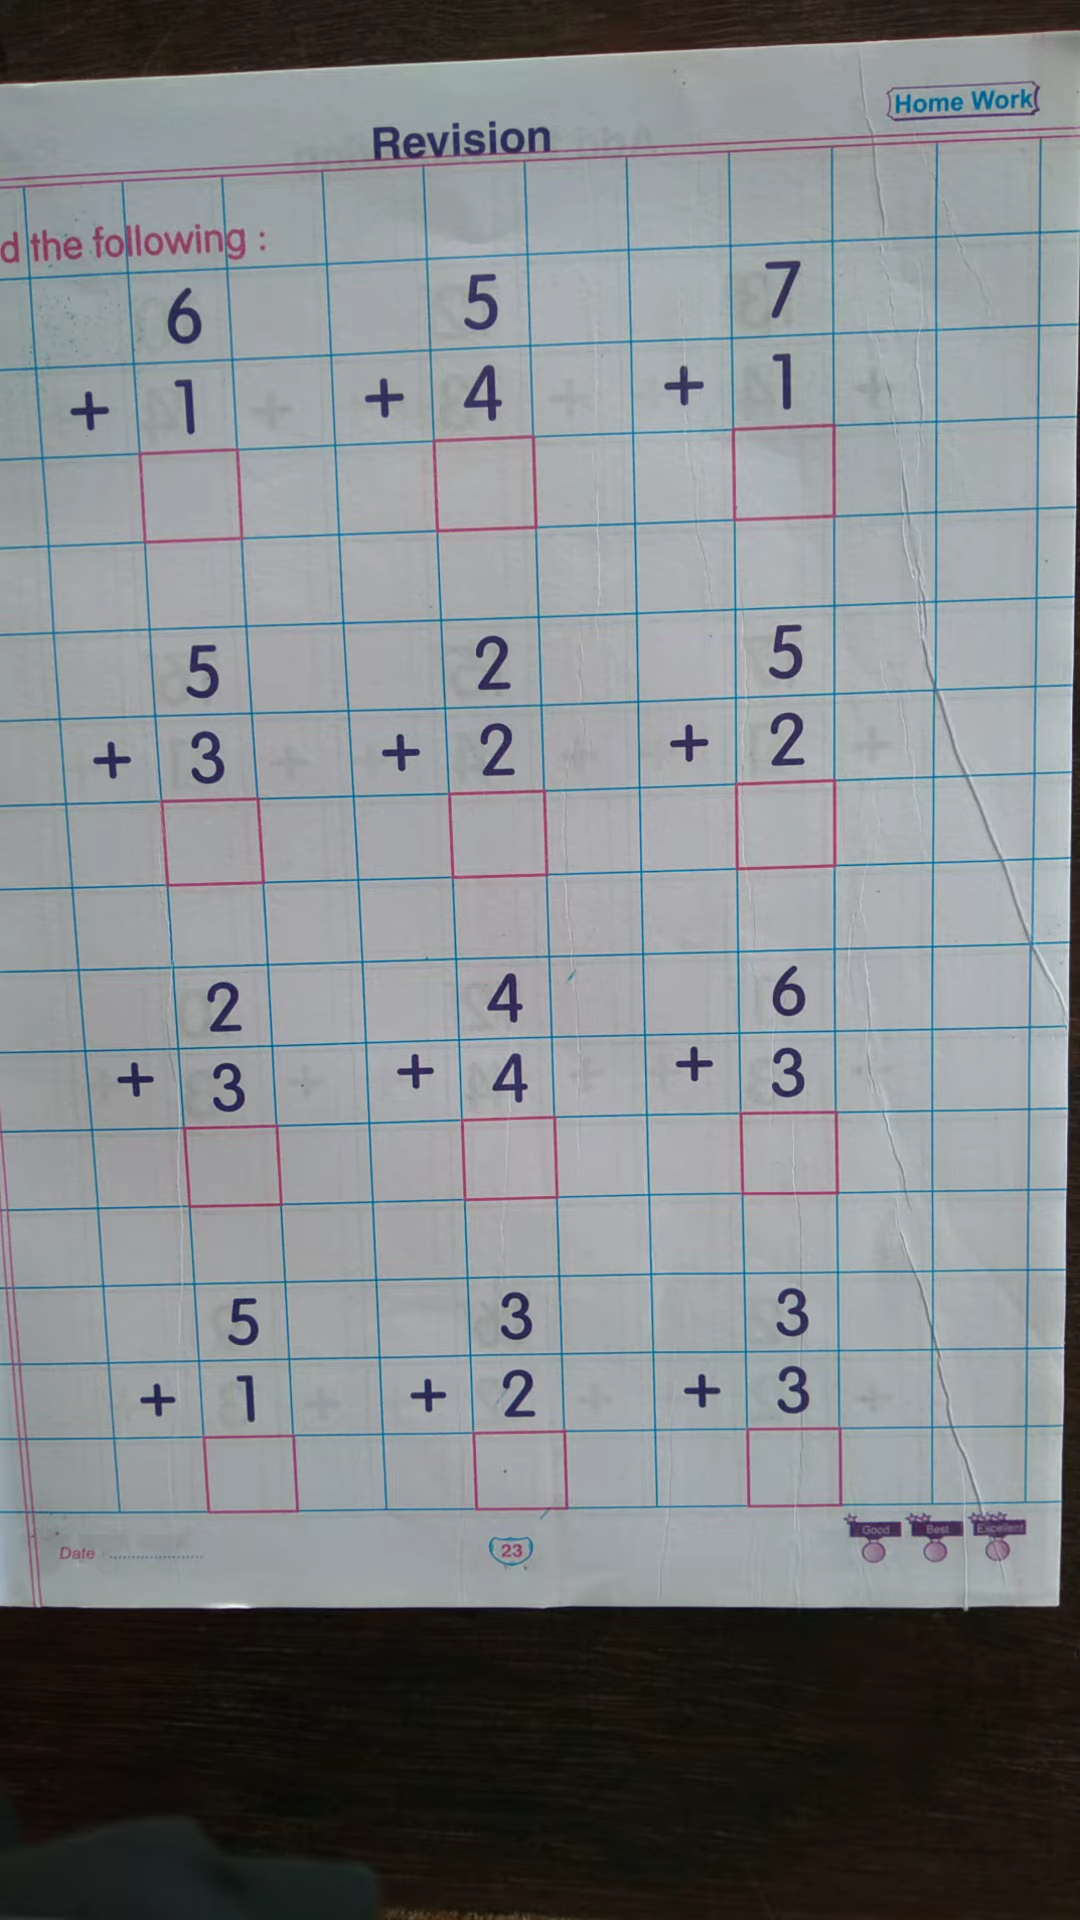 Home Work
Revision
d the following :
6 5 7
+ 1 + 4 + 1
5 2 5
+ 3 + 2 + 2
2 4 6
+ 3 + 4 + 3
5 3 3
+ 1 + 2 + 3
Date .....................
23
Good Best Excellent